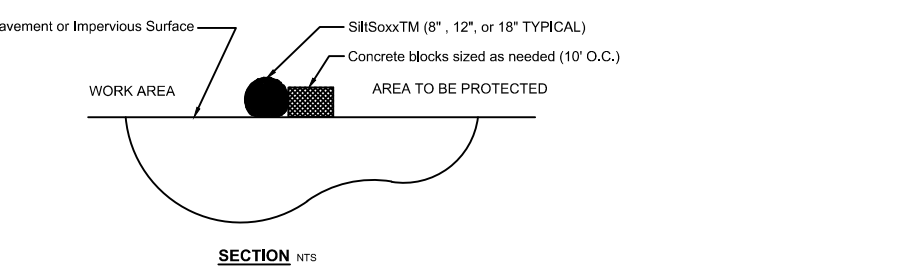 avement or Impervious Surface
SiltSoxxTM (8" , 12", or 18" TYPICAL)
Concrete blocks sized as needed (10' O.C.)
WORK AREA
AREA TO BE PROTECTED
SECTION NTS